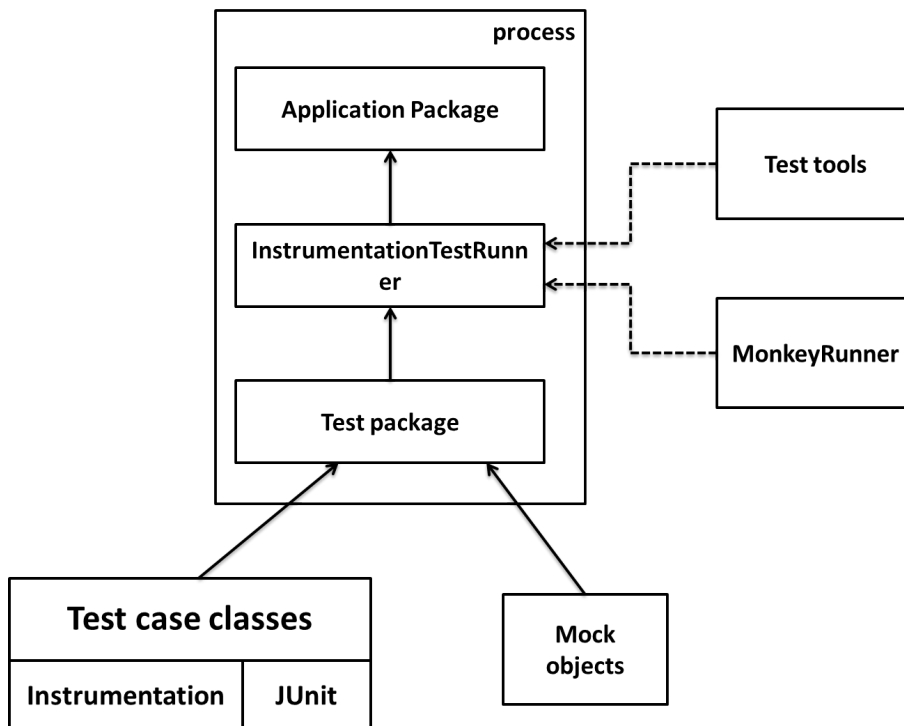 process
Application Package
Test tools
InstrumentationTestRunn
er
MonkeyRunner
Test package
Test case classes
Instrumentation
JUnit
Mock
objects